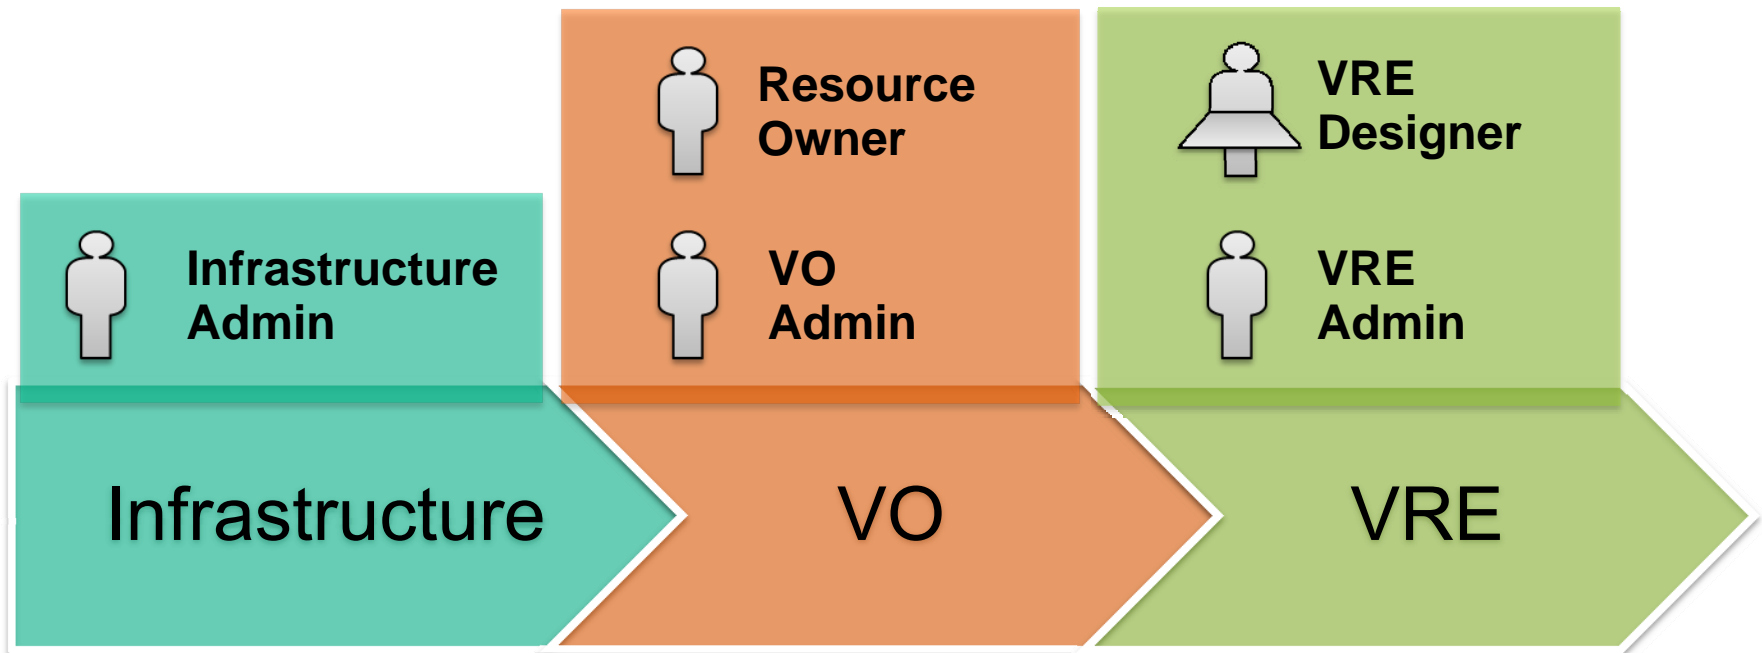 Resource
Owner
VRE
Designer
Infrastructure
Admin
VO
Admin
VRE
Admin
Infrastructure
VO
VRE